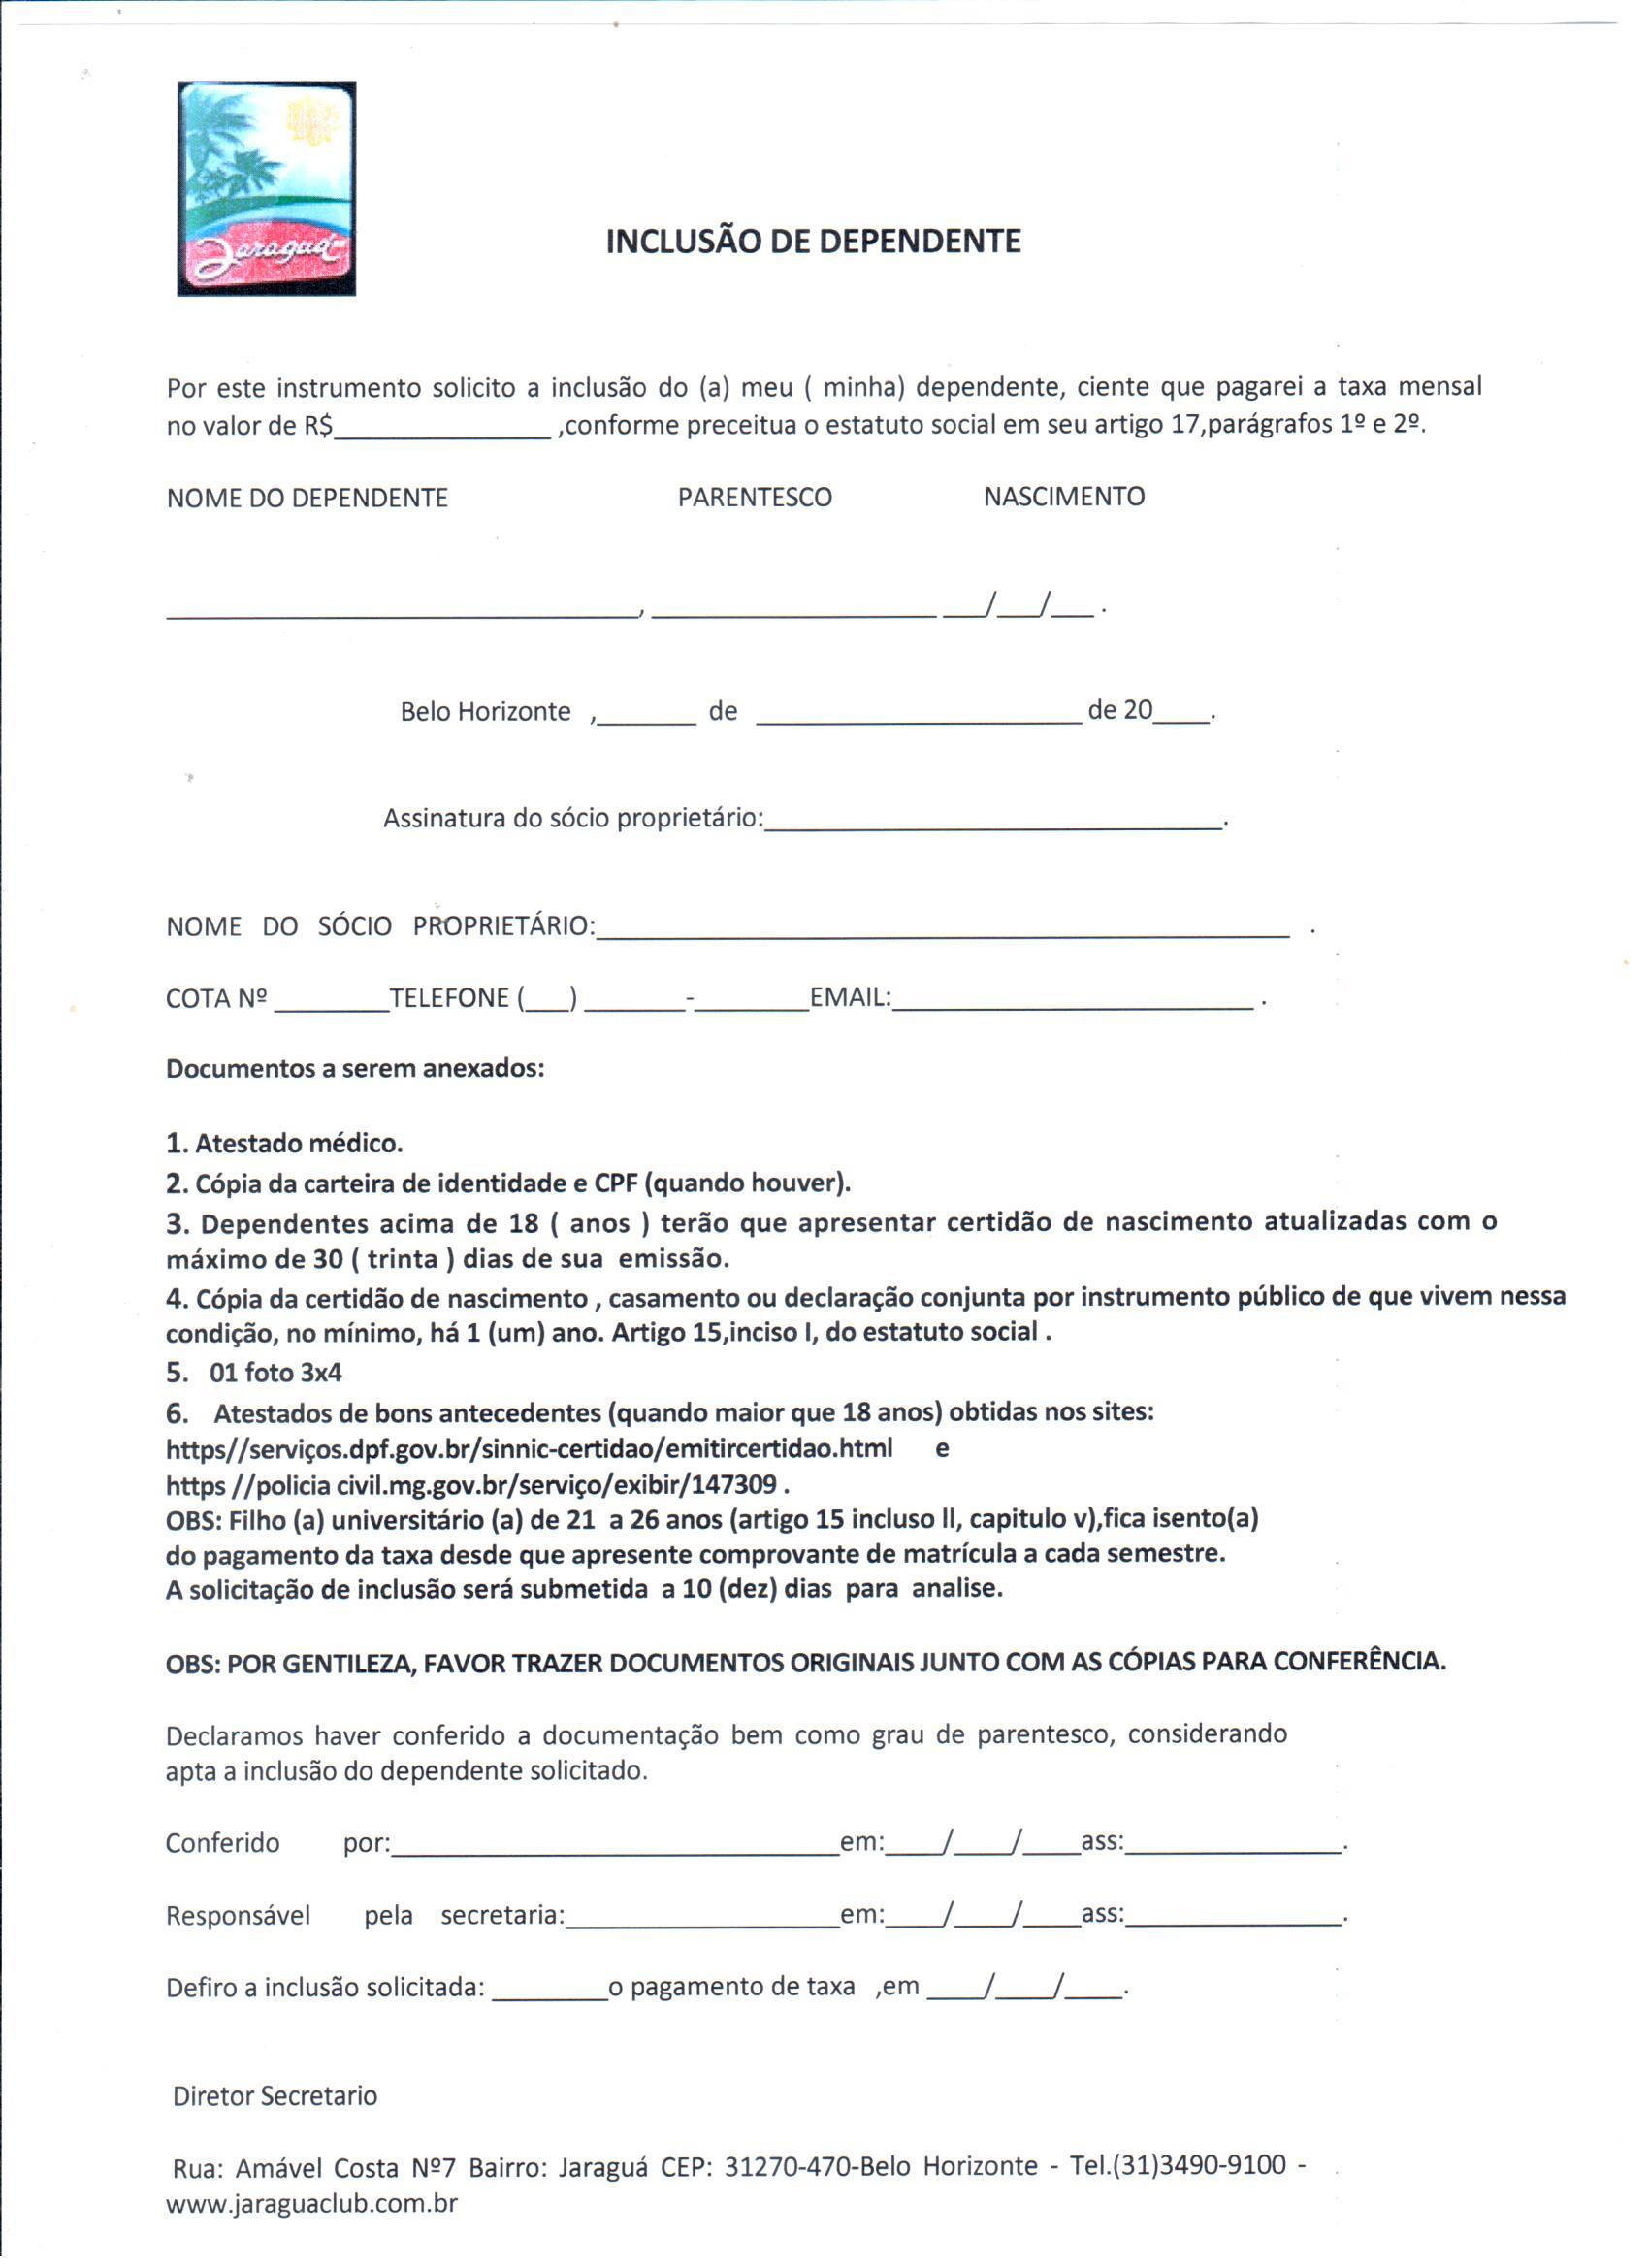 Jaraguá
INCLUSÃO DE DEPENDENTE
Por este instrumento solicito a inclusão do (a) meu ( minha) dependente, ciente que pagarei a taxa mensal
no valor de R$_______________ ,conforme preceitua o estatuto social em seu artigo 17,parágrafos 1º e 2º.
NOME DO DEPENDENTE PARENTESCO NASCIMENTO
_________________________________, ____________________ ___/___/___ .
Belo Horizonte ,_______ de _______________________ de 20____.
Assinatura do sócio proprietário:________________________________.
NOME DO SÓCIO PROPRIETÁRIO:________________________________________________ .
COTA Nº ________TELEFONE (___) _______-________EMAIL:_________________________ .
Documentos a serem anexados:
1. Atestado médico.
2. Cópia da carteira de identidade e CPF (quando houver).
3. Dependentes acima de 18 ( anos ) terão que apresentar certidão de nascimento atualizadas com o
máximo de 30 ( trinta ) dias de sua emissão.
4. Cópia da certidão de nascimento , casamento ou declaração conjunta por instrumento público de que vivem nessa
condição, no mínimo, há 1 (um) ano. Artigo 15,inciso I, do estatuto social .
5. 01 foto 3x4
6. Atestados de bons antecedentes (quando maior que 18 anos) obtidas nos sites:
https//serviços.dpf.gov.br/sinnic-certidao/emitircertidao.html e
https //policia civil.mg.gov.br/serviço/exibir/147309 .
OBS: Filho (a) universitário (a) de 21 a 26 anos (artigo 15 incluso II, capitulo v),fica isento(a)
do pagamento da taxa desde que apresente comprovante de matrícula a cada semestre.
A solicitação de inclusão será submetida a 10 (dez) dias para analise.
OBS: POR GENTILEZA, FAVOR TRAZER DOCUMENTOS ORIGINAIS JUNTO COM AS CÓPIAS PARA CONFERÊNCIA.
Declaramos haver conferido a documentação bem como grau de parentesco, considerando
apta a inclusão do dependente solicitado.
Conferido por:_______________________________em:____/____/____ass:_______________.
Responsável pela secretaria:___________________em:____/____/____ass:_______________.
Defiro a inclusão solicitada: ________o pagamento de taxa ,em ____/____/____.
Diretor Secretario
Rua: Amável Costa Nº7 Bairro: Jaraguá CEP: 31270-470-Belo Horizonte - Tel.(31)3490-9100 -
www.jaraguaclub.com.br